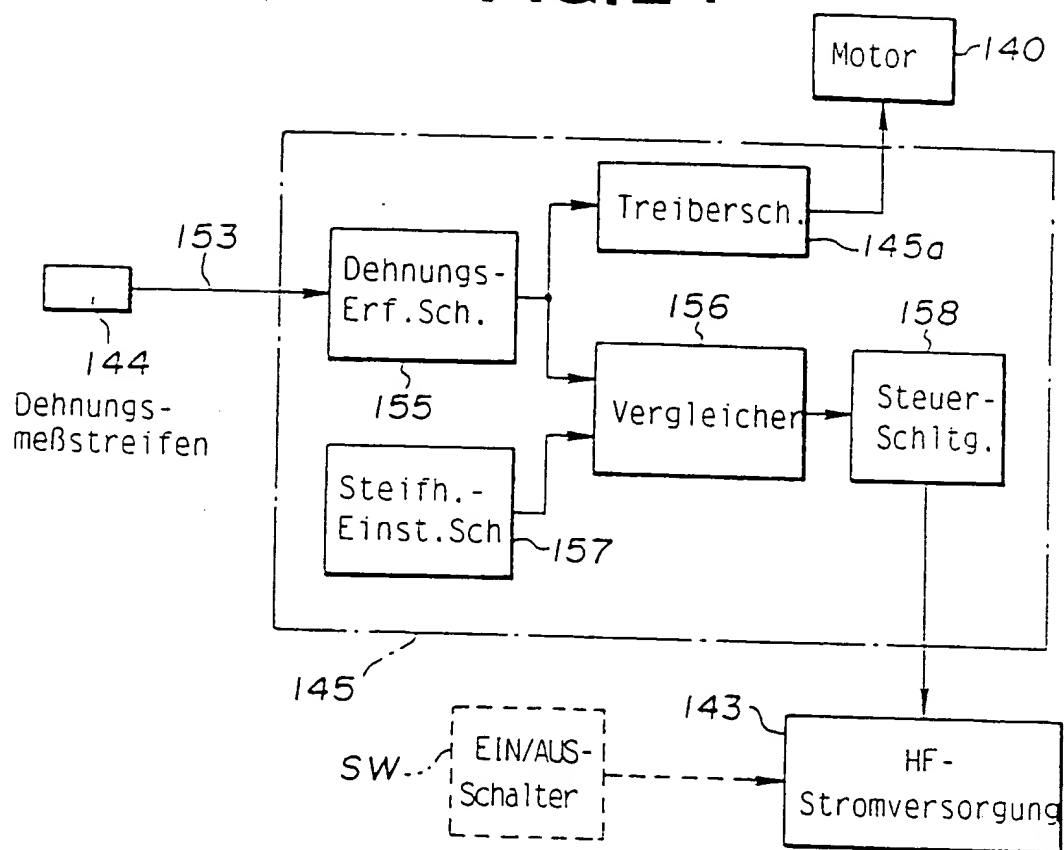 Motor
140
Treibersch.
145a
153
Dehnungs-
Erf.Sch.
155
144
Dehnungs-
meßstreifen
156
Vergleicher
158
Steuer-
Schltg.
Steifh.-
Einst.Sch
157
145
143
SW
EIN/AUS-
Schalter
HF-
Stromversorgung